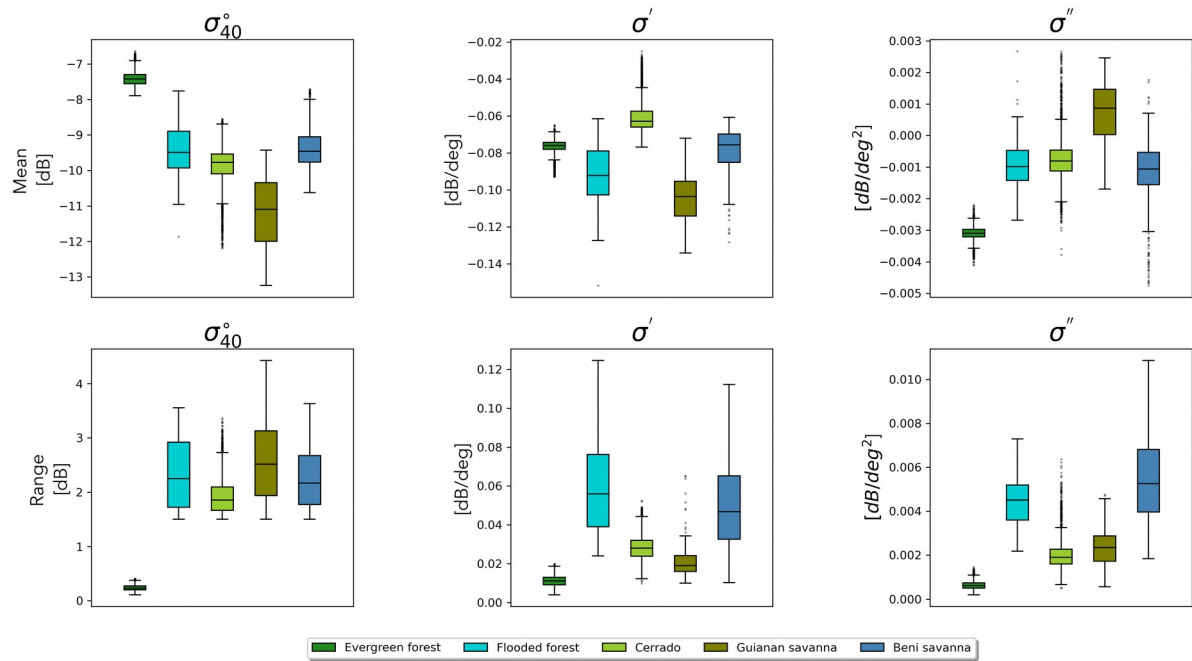 σ°40
σ′
σ″
Mean
[dB]
−7
−8
−9
−10
−11
−12
−13
[dB/deg]
−0.02
−0.04
−0.06
−0.08
−0.10
−0.12
−0.14
[dB/deg²]
0.003
0.002
0.001
0.000
−0.001
−0.002
−0.003
−0.004
−0.005
σ°40
σ′
σ″
Range
[dB]
4
3
2
1
0
[dB/deg]
0.12
0.10
0.08
0.06
0.04
0.02
0.00
[dB/deg²]
0.010
0.008
0.006
0.004
0.002
0.000
Evergreen forest Flooded forest Cerrado Guianan savanna Beni savanna